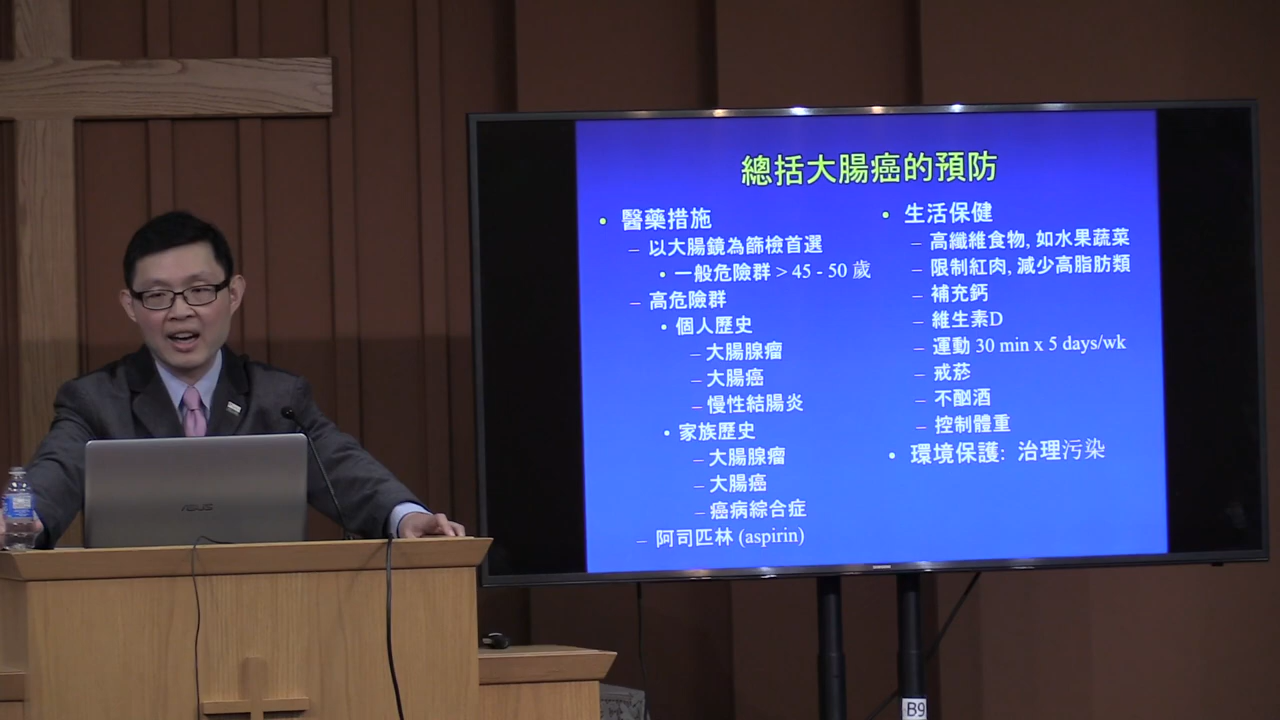 總括大腸癌的預防
• 醫藥措施
– 以大腸鏡為篩檢首選
• 一般危險群 > 45 - 50 歲
– 高危險群
• 個人歷史
– 大腸腺瘤
– 大腸癌
– 慢性結腸炎
• 家族歷史
– 大腸腺瘤
– 大腸癌
– 癌病綜合症
– 阿司匹林 (aspirin)
• 生活保健
– 高纖維食物, 如水果蔬菜
– 限制紅肉, 減少高脂肪類
– 補充鈣
– 維生素D
– 運動 30 min x 5 days/wk
– 戒菸
– 不酗酒
– 控制體重
• 環境保護: 治理污染
ASUS
SAMSUNG
B9